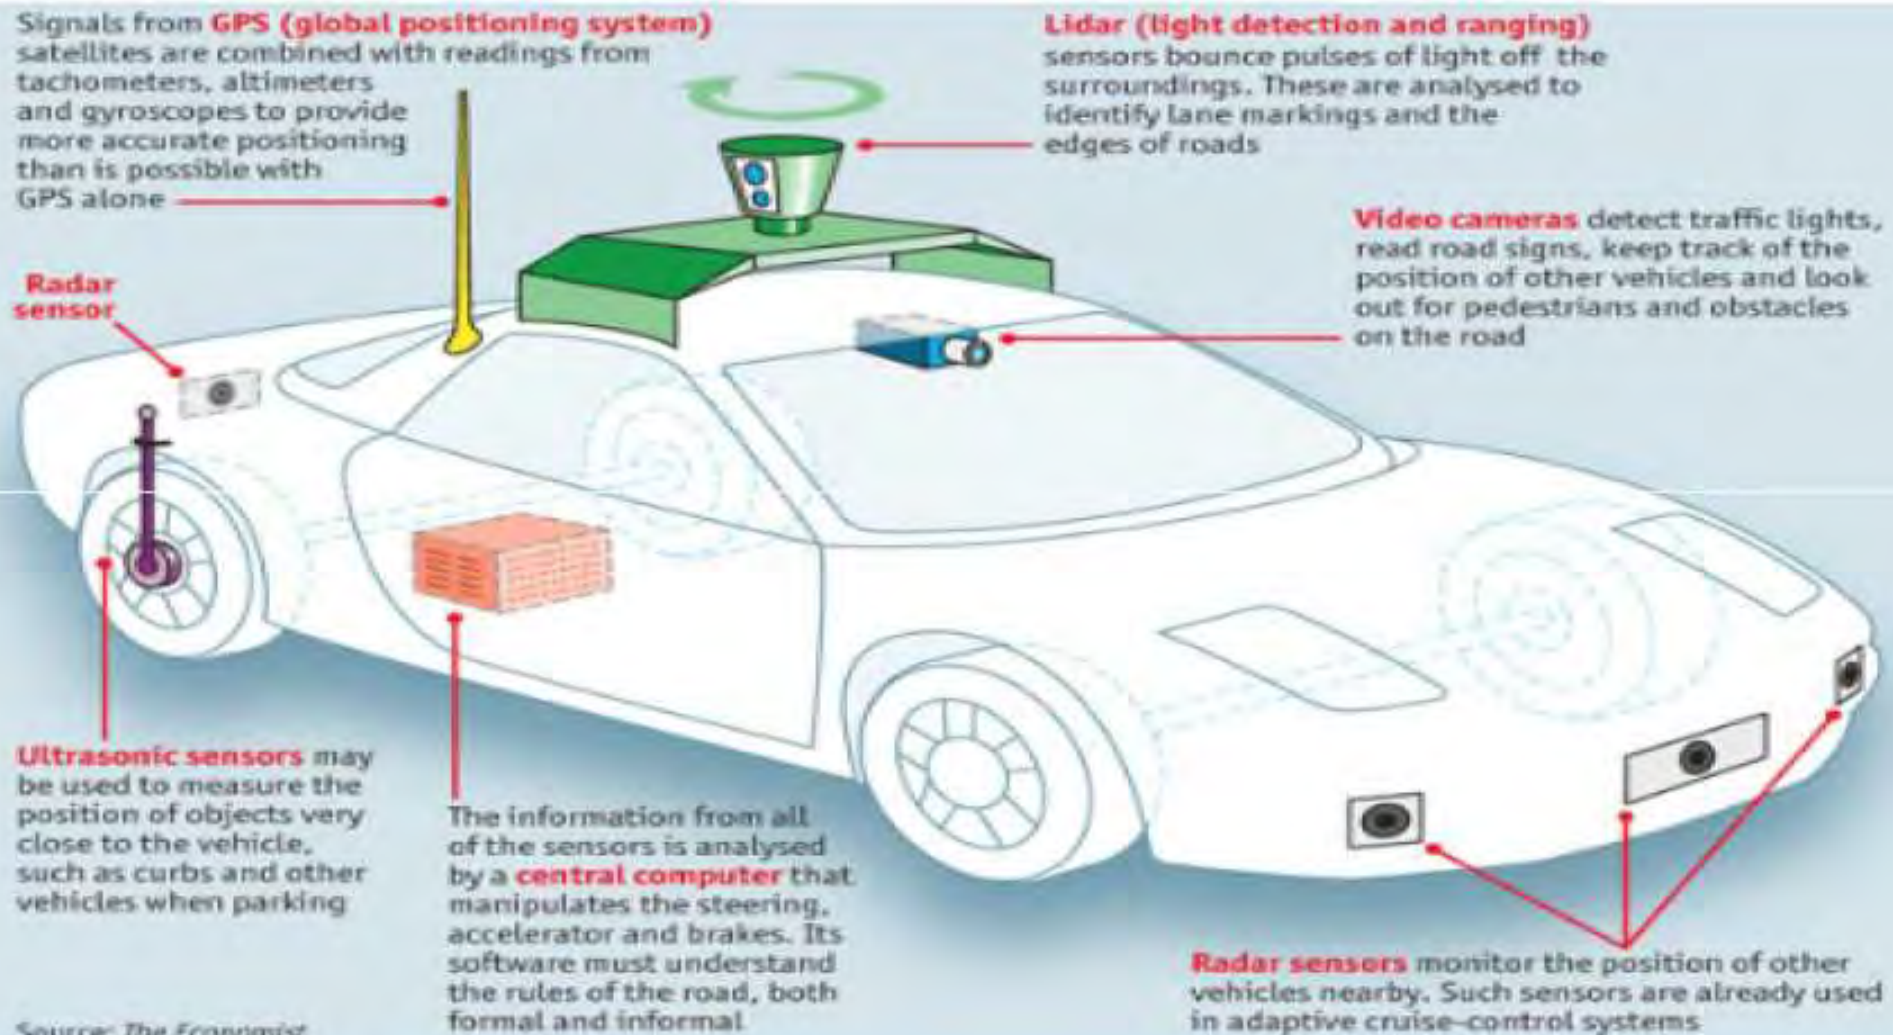 Signals from GPS (global positioning system)
satellites are combined with readings from
tachometers, altimeters
and gyroscopes to provide
more accurate positioning
than is possible with
GPS alone
Lidar (light detection and ranging)
sensors bounce pulses of light off the
surroundings. These are analysed to
identify lane markings and the
edges of roads
Video cameras detect traffic lights,
read road signs, keep track of the
position of other vehicles and look
out for pedestrians and obstacles
on the road
Radar
sensor
Ultrasonic sensors may
be used to measure the
position of objects very
close to the vehicle,
such as curbs and other
vehicles when parking
The information from all
of the sensors is analysed
by a central computer that
manipulates the steering,
accelerator and brakes. Its
software must understand
the rules of the road, both
formal and informal
Radar sensors monitor the position of other
vehicles nearby. Such sensors are already used
in adaptive cruise-control systems
Source: The Economist